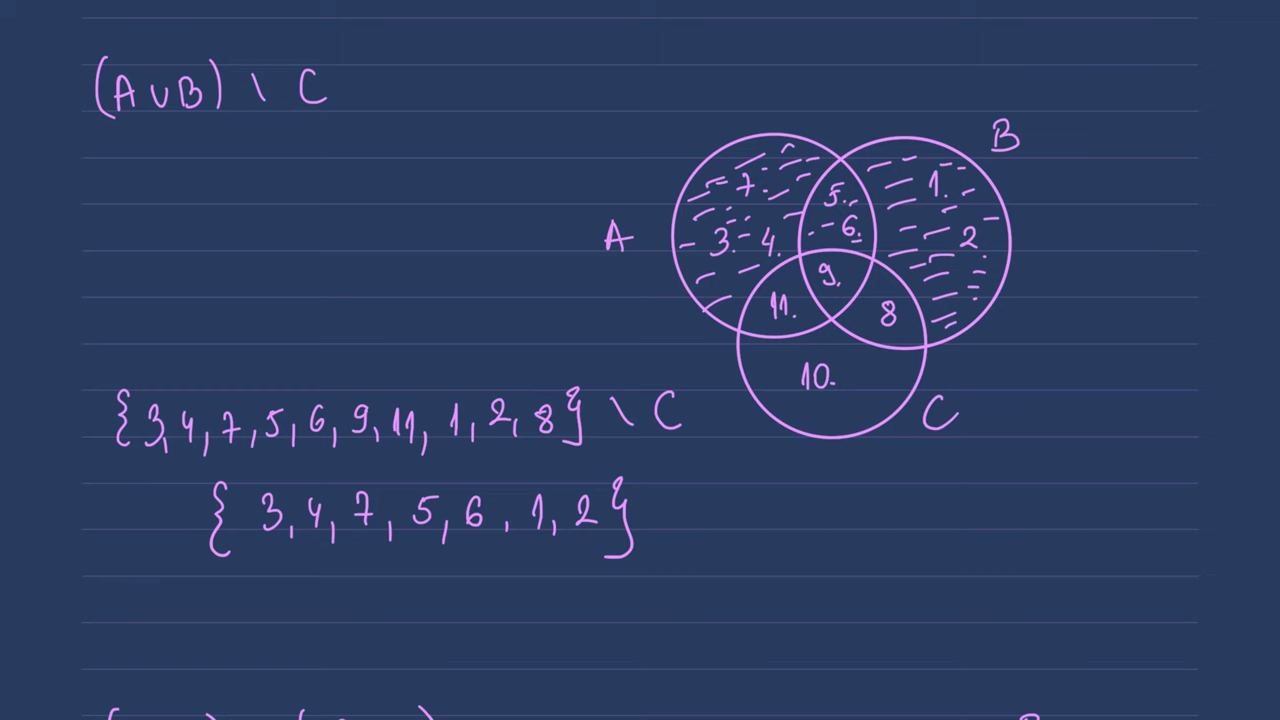 (A∪B) \ C
B
7. 5. 1.
A 3. 4. 6. 2.
9.
11. 8
10.
{3, 4, 7, 5, 6, 9, 11, 1, 2, 8} \ C
C
{ 3, 4, 7, 5, 6, 1, 2}